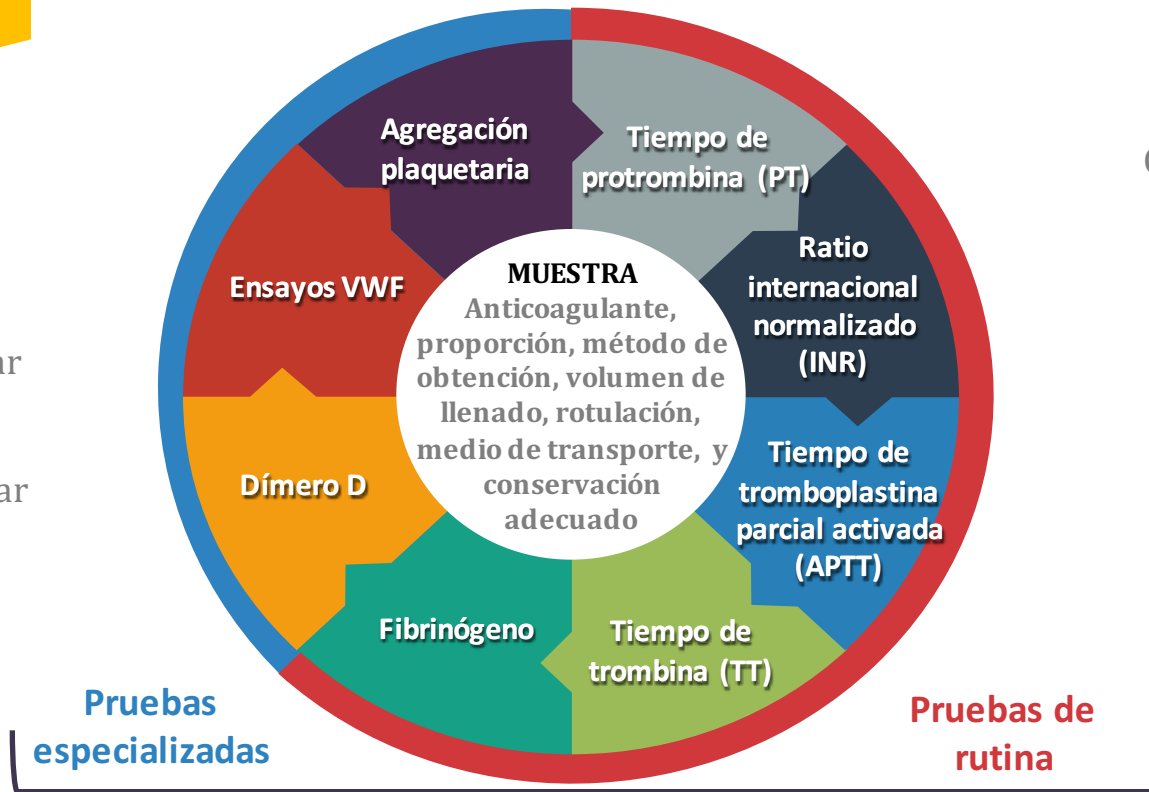 Agregación
plaquetaria
Tiempo de
protrombina (PT)
Ratio
internacional
normalizado
(INR)
Tiempo de
tromboplastina
parcial activada
(APTT)
Tiempo de
trombina (TT)
Fibrinógeno
Dímero D
Ensayos VWF
MUESTRA
Anticoagulante,
proporción, método de
obtención, volumen de
llenado, rotulación,
medio de transporte, y
conservación
adecuado
Pruebas
especializadas
Pruebas de
rutina